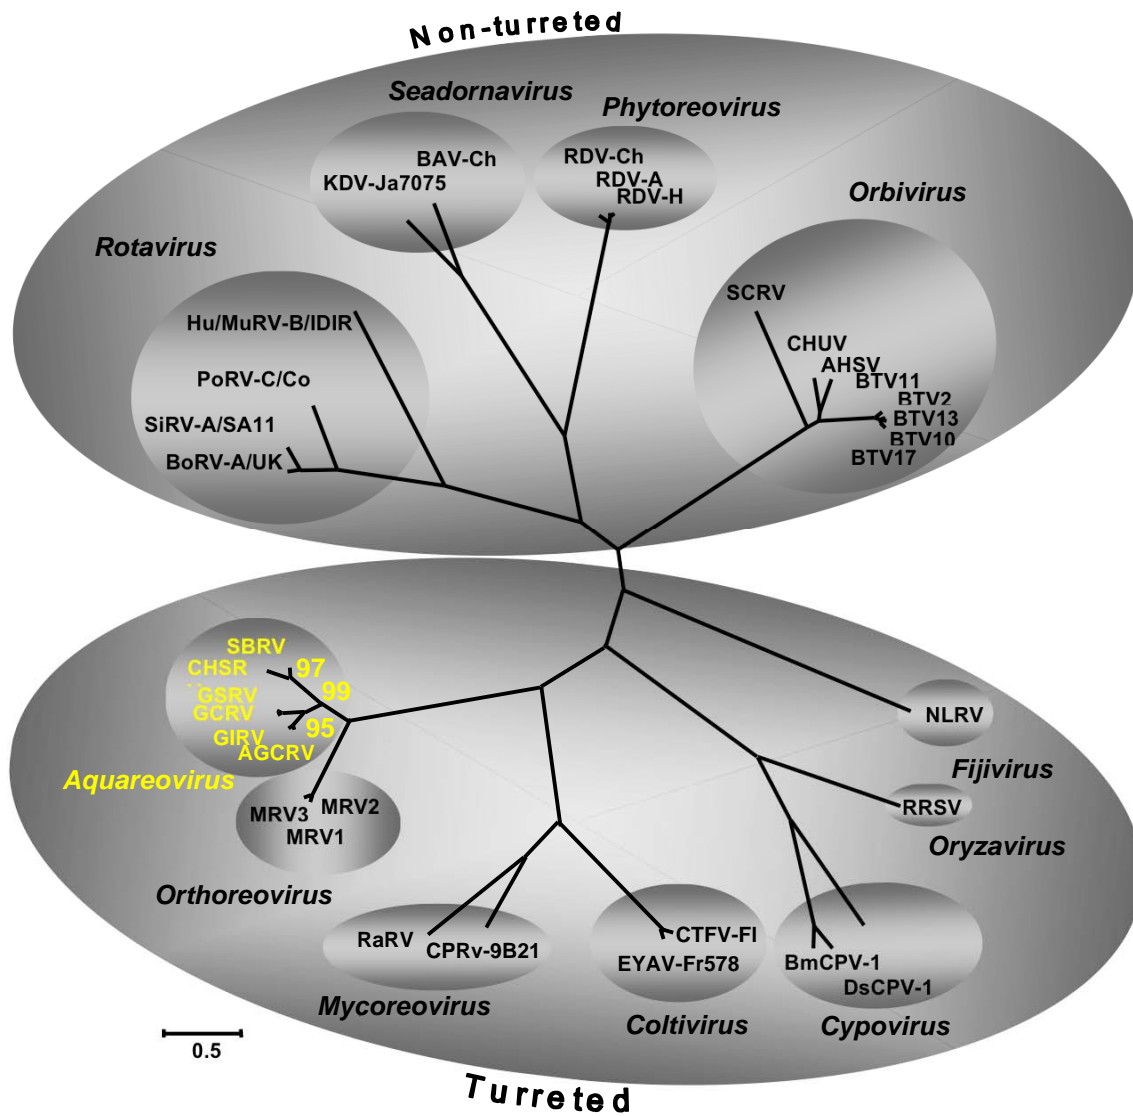 Non-turreted
Seadornavirus
Phytoreovirus
BAV-Ch
KDV-Ja7075
RDV-Ch
RDV-A
RDV-H
Orbivirus
Rotavirus
SCRV
Hu/MuRV-B/IDIR
CHUV
AHSV
PoRV-C/Co
BTV11
BTV2
SiRV-A/SA11
BTV13
BTV10
BoRV-A/UK
BTV17
SBRV
CHSR
97
GSRV
99
GCRV
GIRV
95
AGCRV
NLRV
Aquareovirus
Fijivirus
MRV3
MRV2
MRV1
RRSV
Oryzavirus
Orthoreovirus
RaRV
CPRv-9B21
CTFV-FI
EYAV-Fr578
BmCPV-1
DsCPV-1
Mycoreovirus
Coltivirus
Cypovirus
0.5
Turreted